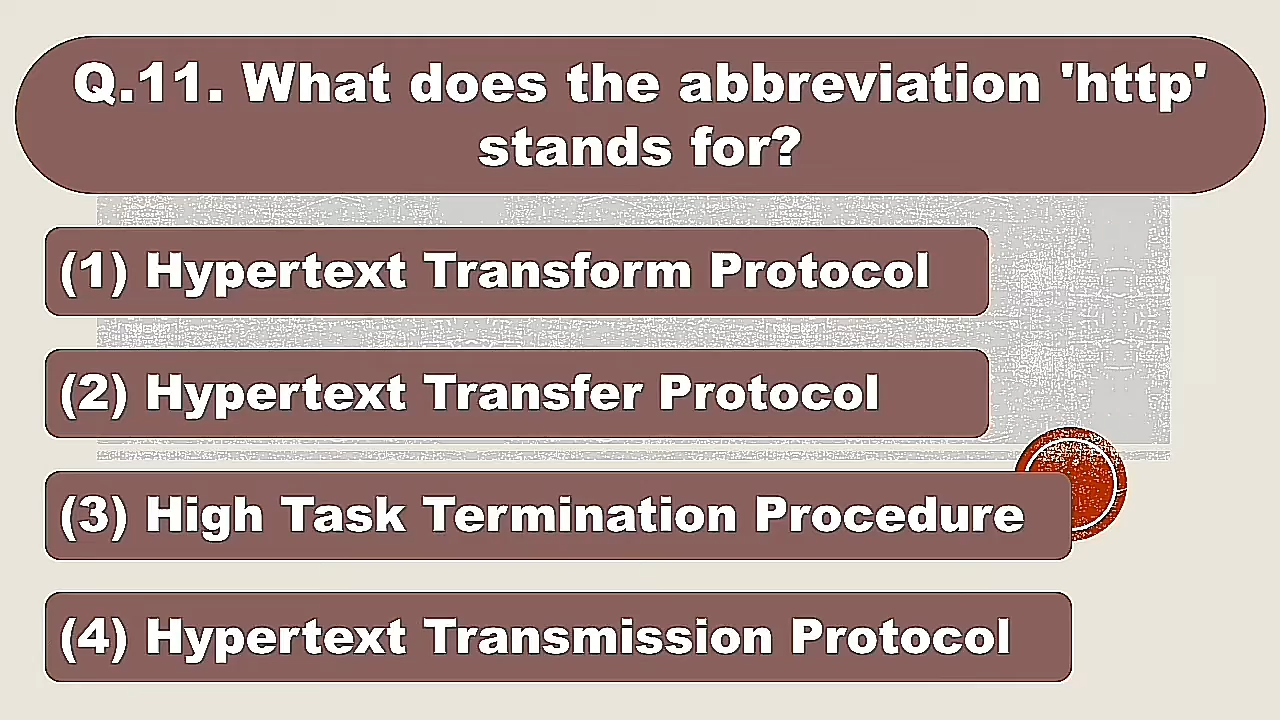 Q.11. What does the abbreviation 'http'
stands for?
(1) Hypertext Transform Protocol
(2) Hypertext Transfer Protocol
(3) High Task Termination Procedure
(4) Hypertext Transmission Protocol